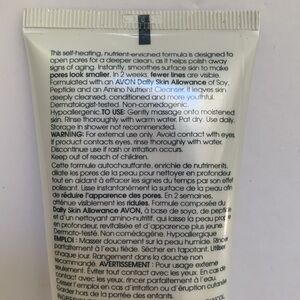 This self-heating, nutrient-enriched formula is designed to
open pores for a deeper clean, as it helps polish away
signs of aging. Instantly, smoothes surface skin to make
pores look smaller. In 2 weeks, fewer lines are visible.
Formulated with an AVON Daily Skin Allowance of Soy,
Peptide and an Amino Nutrient Cleanser, it leaves skin
deeply cleansed, conditioned and more youthful.
Dermatologist-tested. Non-comedogenic.
Hypoallergenic. TO USE: Gently massage onto moistened
skin. Rinse thoroughly with warm water. Pat dry. Use daily.
Storage in shower not recommended.
WARNING: For external use only. Avoid contact with eyes.
If product contacts eyes, rinse thoroughly with water.
Discontinue use if rash or irritation occurs.
Keep out of reach of children.
Cette formule autochauffante, enrichie de nutriments,
dilate les pores de la peau pour nettoyer en profondeur
tout en aidant à effacer les signes du temps par son effet
polissant. Lisse instantanément la surface de la peau afin
de réduire l'apparence des pores. En 2 semaines,
atténue visiblement les ridules. Formule composée de
Daily Skin Allowance AVON, à base de soya, de peptide
et d'un nettoyant amino-nutritif, qui laisse la peau nette
en profondeur, revitalisée et d'apparence plus jeune.
Dermato-testé. Non comédogène. Hypoallergénique
EMPLOI : Masser doucement sur la peau humide. Rincer
parfaitement à l'eau tiède. Sécher en tapotant. Utiliser
chaque jour. Rangement dans la douche non
recommandé. AVERTISSEMENT : Pour usage externe
seulement. Éviter tout contact avec les yeux. En cas de
contact avec les yeux, rincer parfaitement à l'eau.
Cesser l'utilisation en cas d'éruption ou d'irritation cutanée.
Garder hors de la portée des enfants.